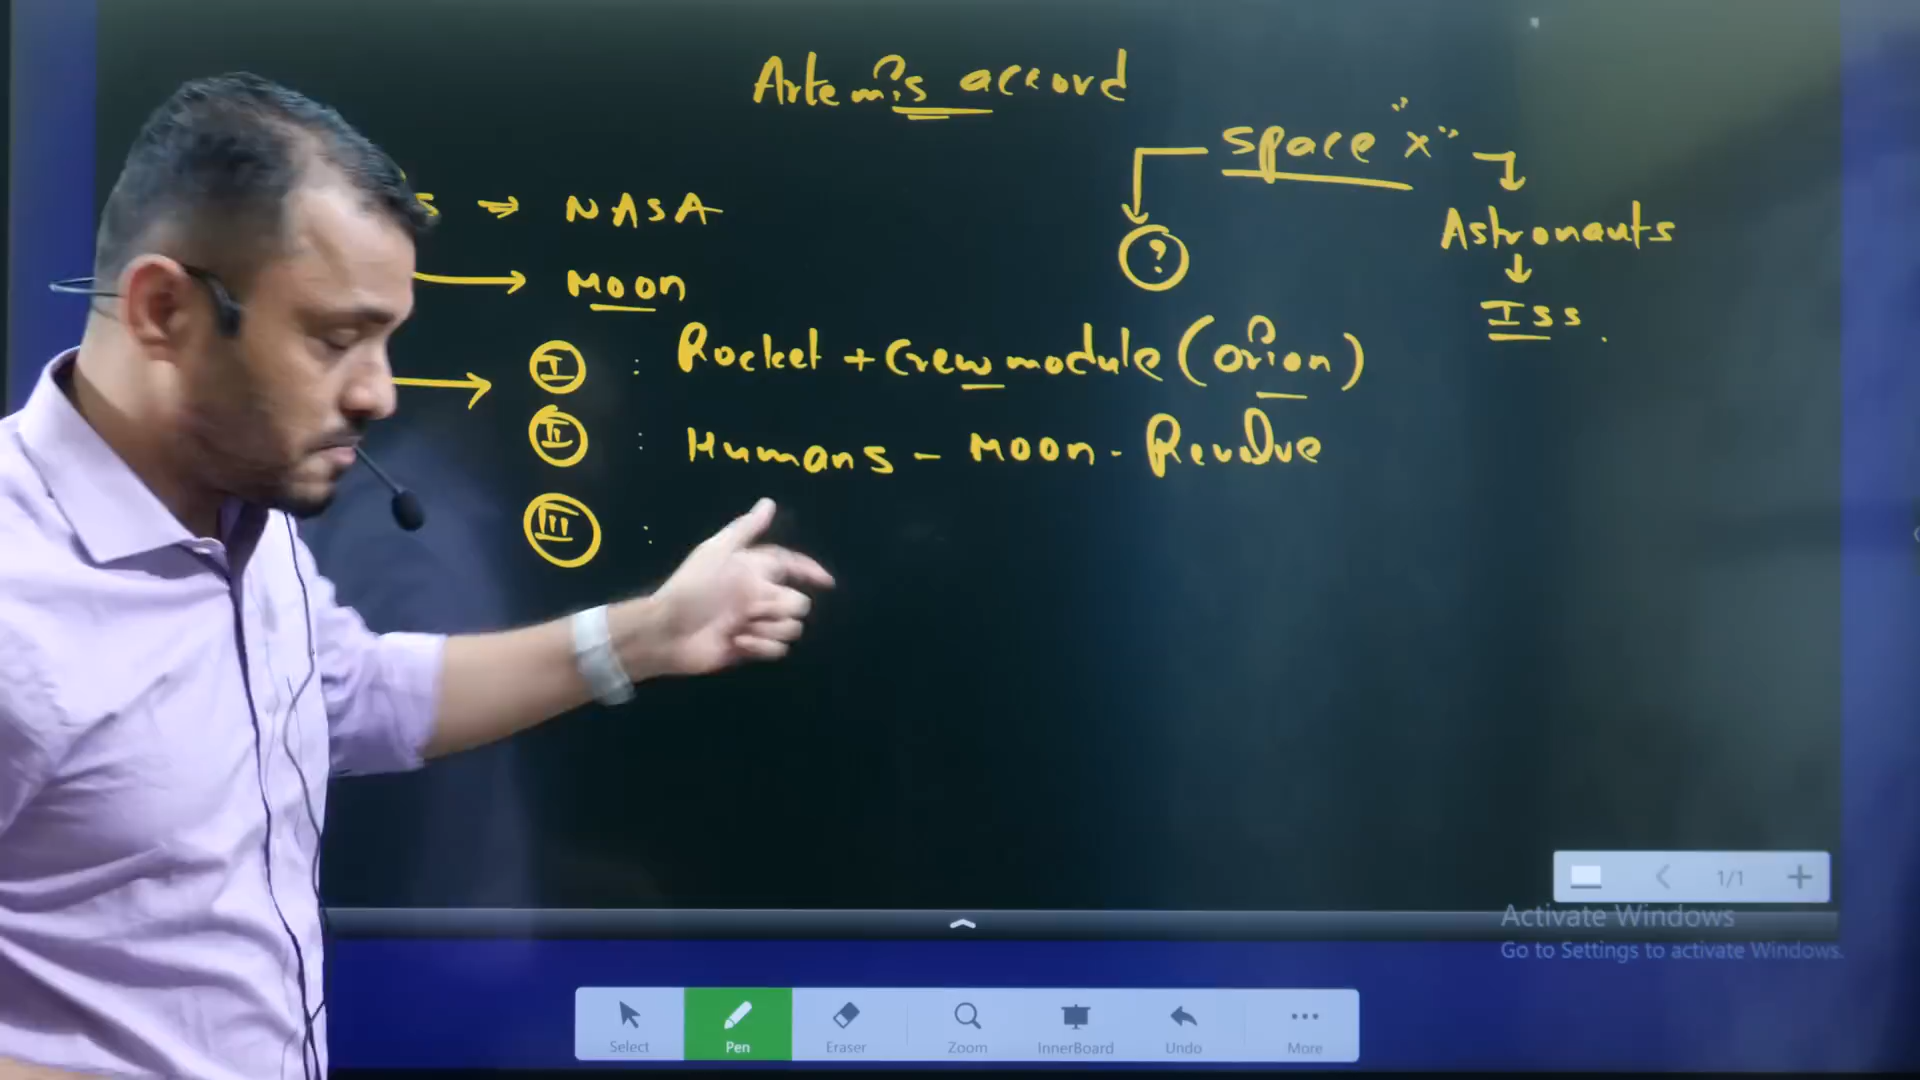 Artemis accord
space "x"
→ NASA
Astronauts
→ Moon
?
↓
ISS.
→ I : Rocket + Crew module (Orion)
II : Humans - Moon - Revolve
III :
1/1
Activate Windows
Go to Settings to activate Windows.
Select Pen Eraser Zoom InnerBoard Undo More